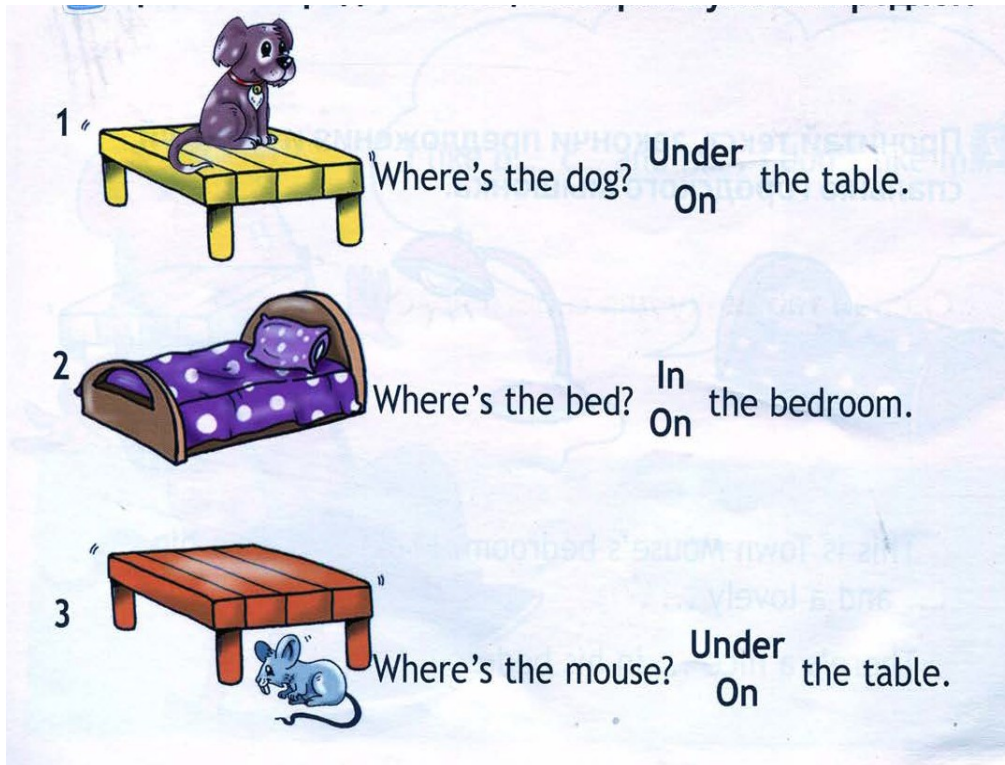 1
Where's the dog? Under the table.
On
2
Where's the bed? In the bedroom.
On
3
Where's the mouse? Under the table.
On